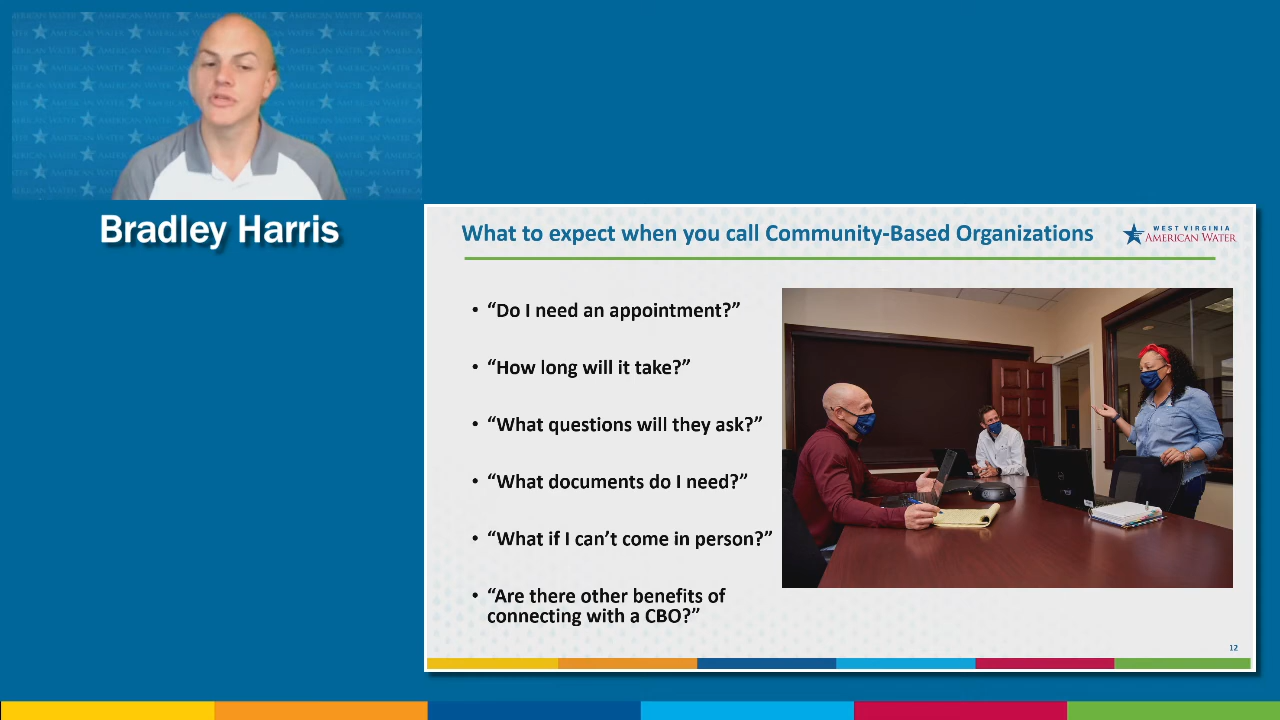 Bradley Harris
What to expect when you call Community-Based Organizations
WEST VIRGINIA
AMERICAN WATER
• “Do I need an appointment?”
• “How long will it take?”
• “What questions will they ask?”
• “What documents do I need?”
• “What if I can’t come in person?”
• “Are there other benefits of
connecting with a CBO?”
12